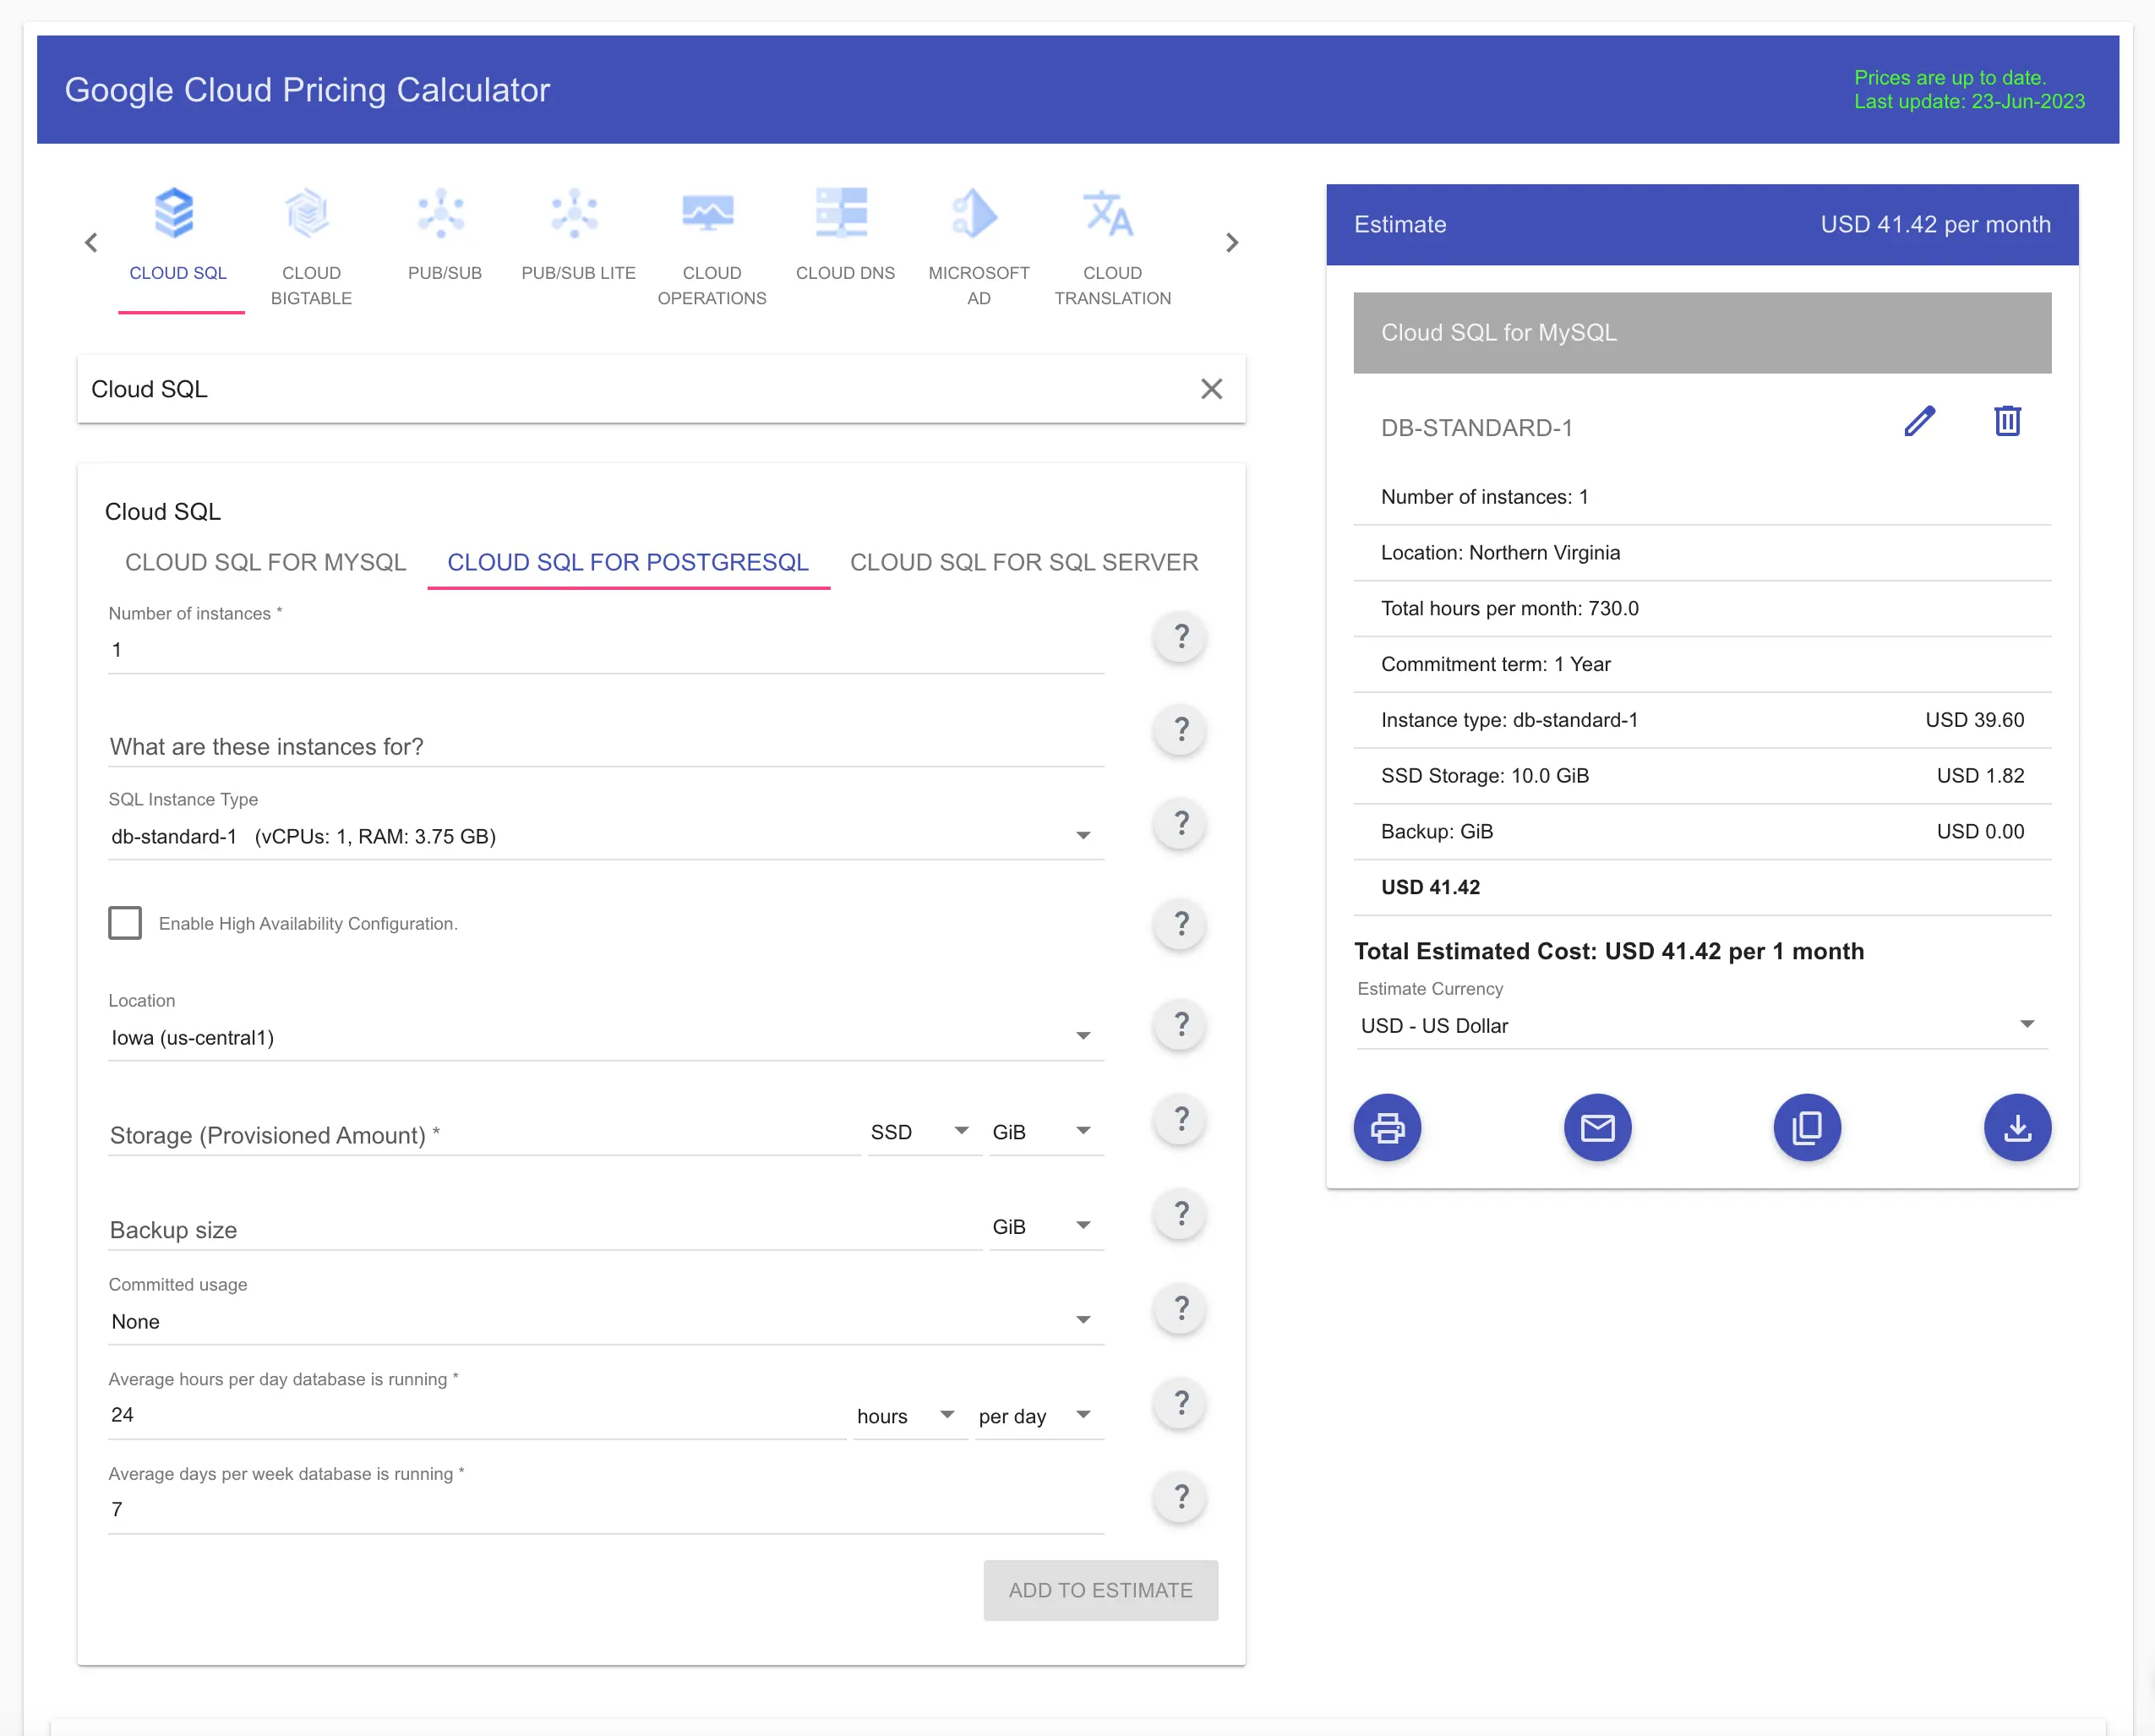 Google Cloud Pricing Calculator
Prices are up to date.
Last update: 23-Jun-2023
CLOUD SQL
CLOUD BIGTABLE
PUB/SUB
PUB/SUB LITE
CLOUD OPERATIONS
CLOUD DNS
MICROSOFT AD
CLOUD TRANSLATION
Cloud SQL
Cloud SQL
CLOUD SQL FOR MYSQL
CLOUD SQL FOR POSTGRESQL
CLOUD SQL FOR SQL SERVER
Number of instances *
1
?
What are these instances for?
?
SQL Instance Type
db-standard-1 (vCPUs: 1, RAM: 3.75 GB)
?
Enable High Availability Configuration.
?
Location
Iowa (us-central1)
?
Storage (Provisioned Amount) *
SSD
GiB
?
Backup size
GiB
?
Committed usage
None
?
Average hours per day database is running *
24
hours
per day
?
Average days per week database is running *
7
?
ADD TO ESTIMATE
Estimate
USD 41.42 per month
Cloud SQL for MySQL
DB-STANDARD-1
Number of instances: 1
Location: Northern Virginia
Total hours per month: 730.0
Commitment term: 1 Year
Instance type: db-standard-1 USD 39.60
SSD Storage: 10.0 GiB USD 1.82
Backup: GiB USD 0.00
USD 41.42
Total Estimated Cost: USD 41.42 per 1 month
Estimate Currency
USD - US Dollar